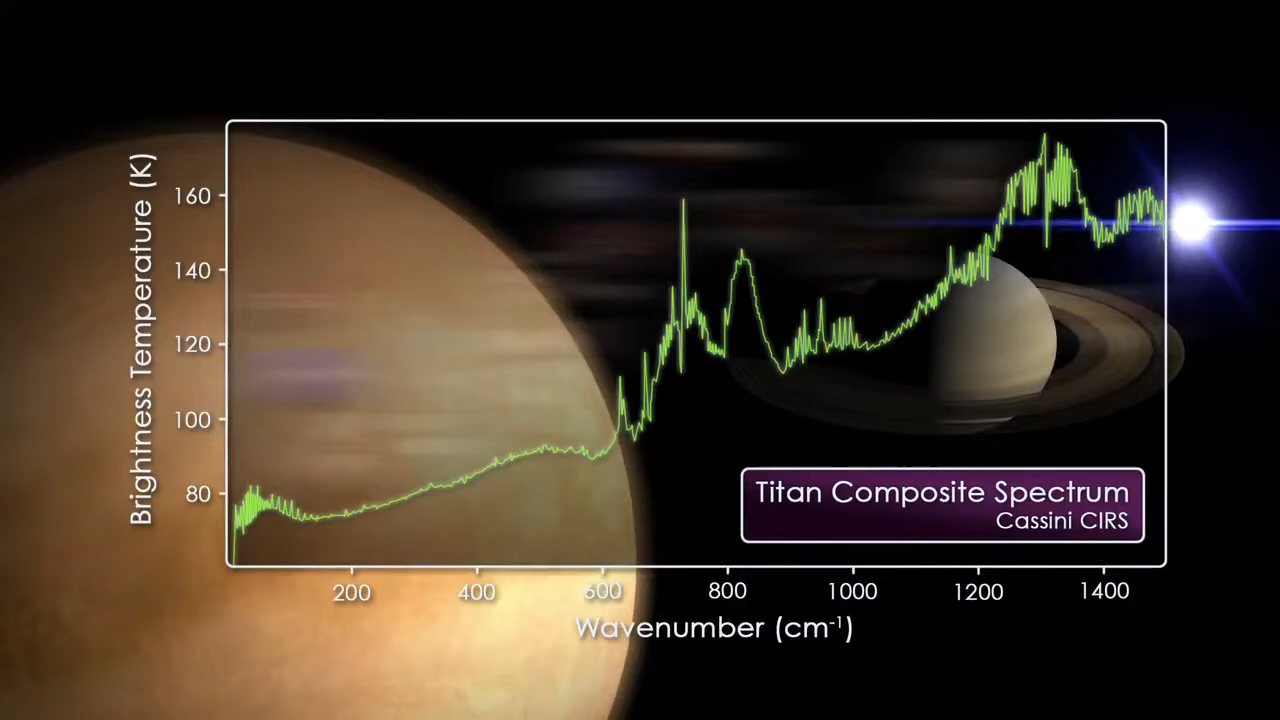 Brightness Temperature (K)
160
140
120
100
80
Titan Composite Spectrum
Cassini CIRS
200 400 600 800 1000 1200 1400
Wavenumber (cm⁻¹)